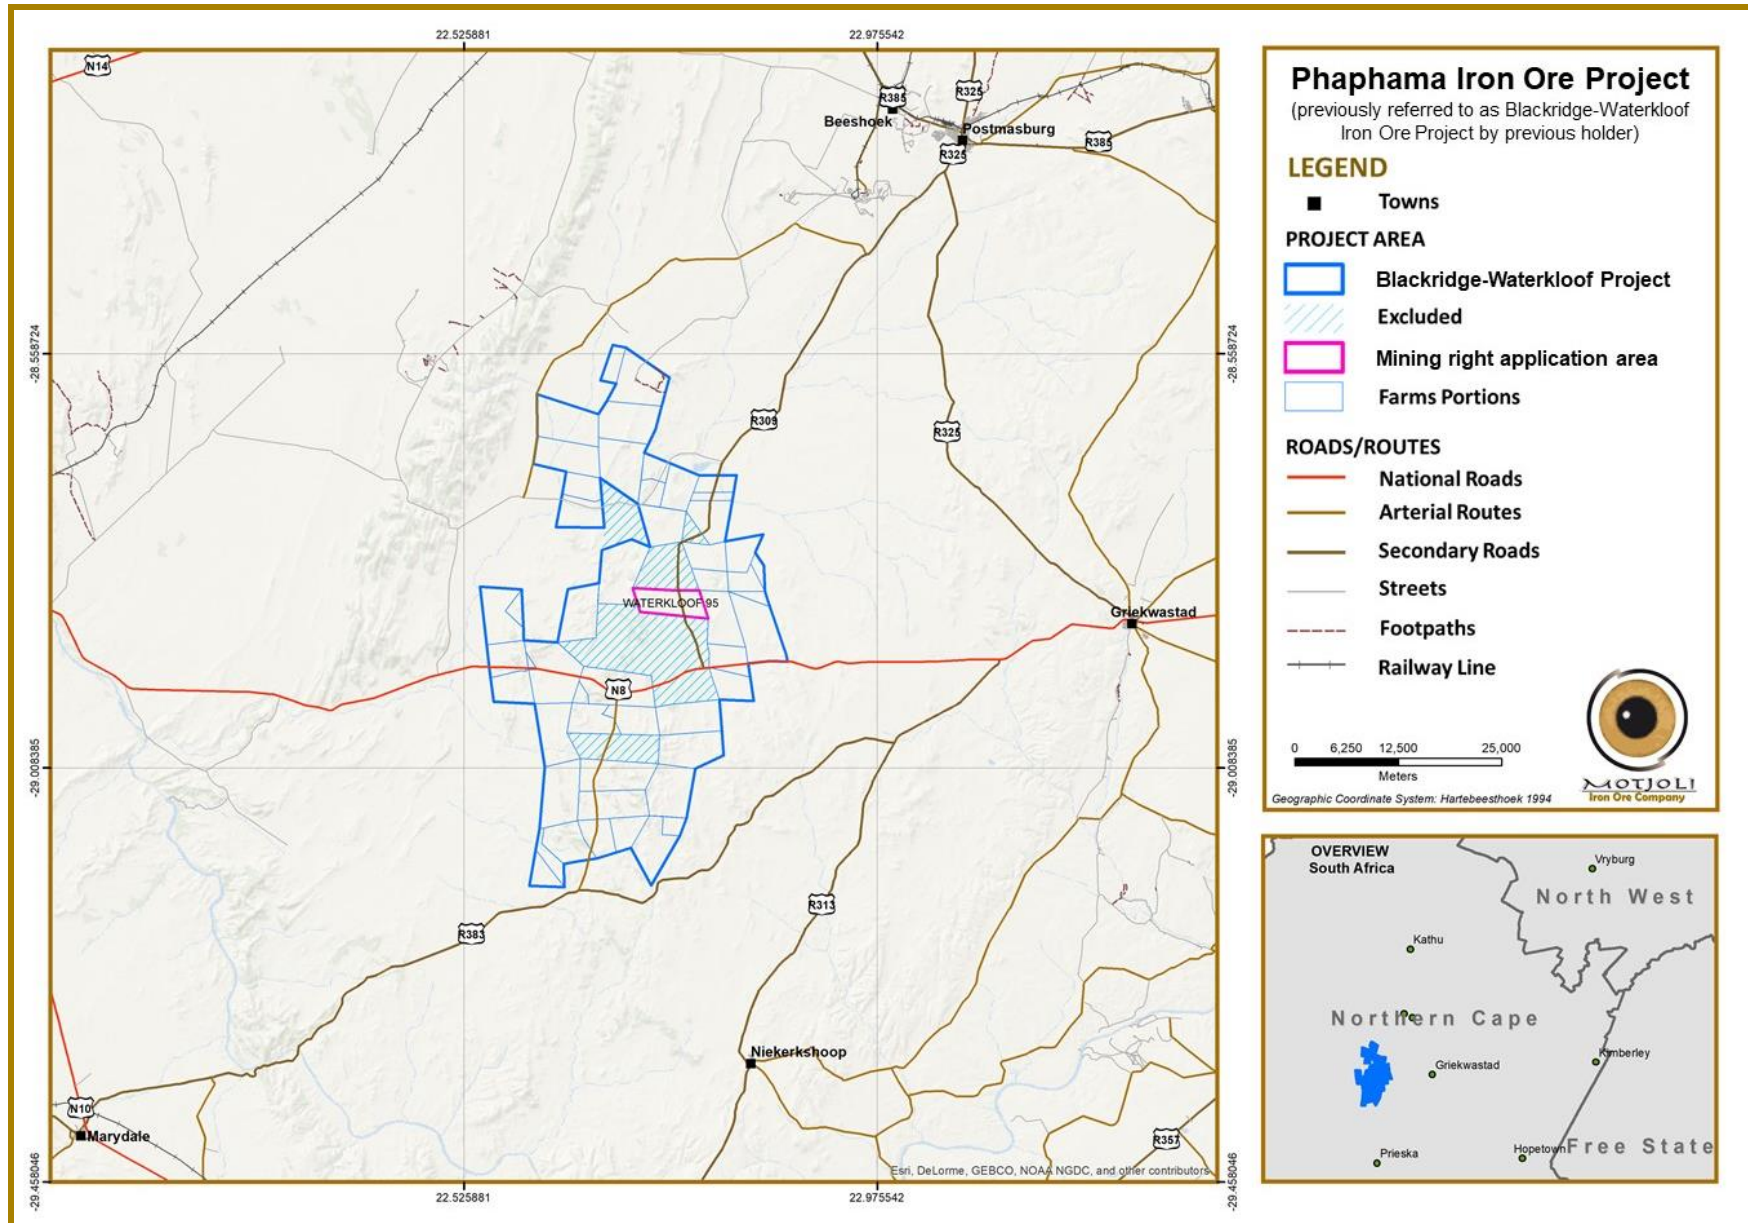 22.525881
22.975542
N14
R385
R325
Beeshoek
Postmasburg
R325
R385
-28.558724
-28.558724
R309
R325
WATERKLOOF 95
Griekwastad
N8
-29.008385
-29.008385
R313
R383
Niekerkshoop
N10
Marydale
R357
Esri, DeLorme, GEBCO, NOAA NGDC, and other contributors
-29.458046
-29.458046
22.525881
22.975542
Phaphama Iron Ore Project
(previously referred to as Blackridge-Waterkloof
Iron Ore Project by previous holder)
LEGEND
Towns
PROJECT AREA
Blackridge-Waterkloof Project
Excluded
Mining right application area
Farms Portions
ROADS/ROUTES
National Roads
Arterial Routes
Secondary Roads
Streets
Footpaths
Railway Line
0 6,250 12,500 25,000
Meters
MOTJOLI
Iron Ore Company
Geographic Coordinate System: Hartebeesthoek 1994
OVERVIEW
South Africa
Vryburg
North West
Kathu
Northern Cape
Kimberley
Griekwastad
Hopetown
Free State
Prieska